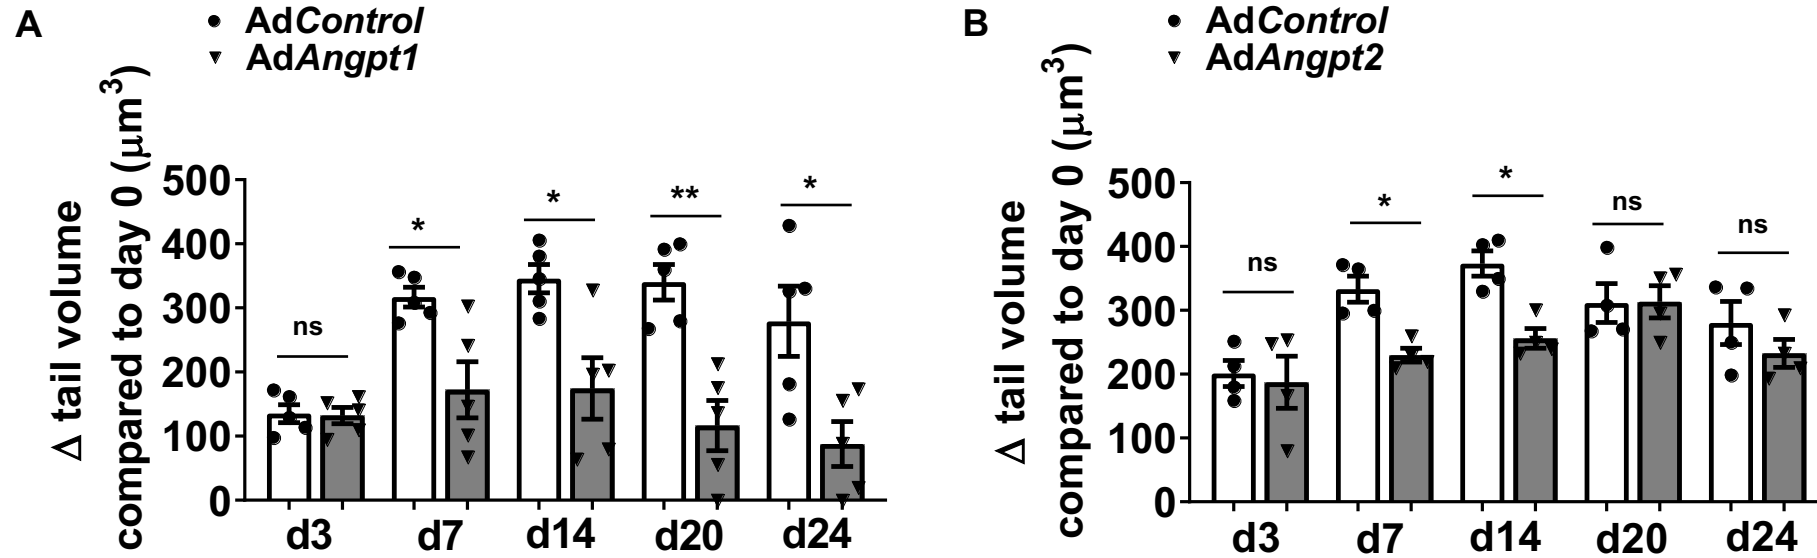 A
AdControl
AdAngpt1
Δ tail volume
compared to day 0 (μm³)
500
400
300
200
100
0
ns
*
*
**
*
d3 d7 d14 d20 d24
B
AdControl
AdAngpt2
Δ tail volume
compared to day 0 (μm³)
500
400
300
200
100
0
ns
*
*
ns
ns
d3 d7 d14 d20 d24